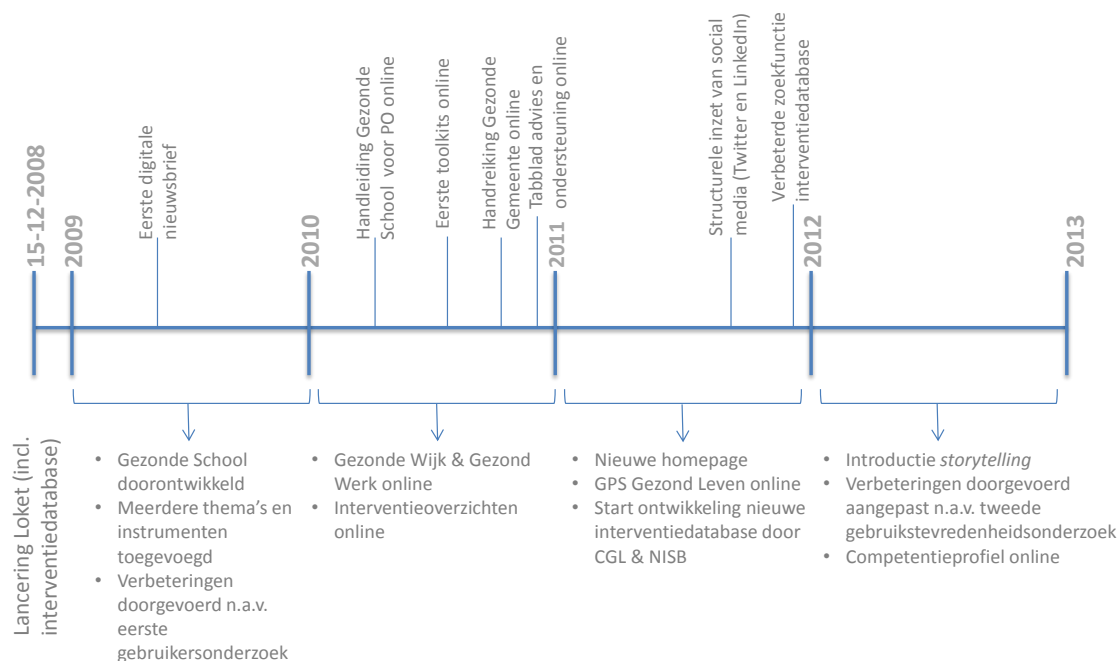 15-12-2008
2009
Eerste digitale
nieuwsbrief
2010
Handleiding Gezonde
School voor PO online
Eerste toolkits online
Handreiking Gezonde
Gemeente online
Tabblad advies en
ondersteuning online
2011
Structurele inzet van social
media (Twitter en LinkedIn)
Verbeterde zoekfunctie
interventiedatabase
2012
2013
Lancering Loket (incl.
interventiedatabase)
• Gezonde School
doorontwikkeld
• Meerdere thema's en
instrumenten
toegevoegd
• Verbeteringen
doorgevoerd n.a.v.
eerste
gebruikersonderzoek
• Gezonde Wijk & Gezond
Werk online
• Interventieoverzichten
online
• Nieuwe homepage
• GPS Gezond Leven online
• Start ontwikkeling nieuwe
interventiedatabase door
CGL & NISB
• Introductie storytelling
• Verbeteringen doorgevoerd
aangepast n.a.v. tweede
gebruikstevredenheidsonderzoek
• Competentieprofiel online